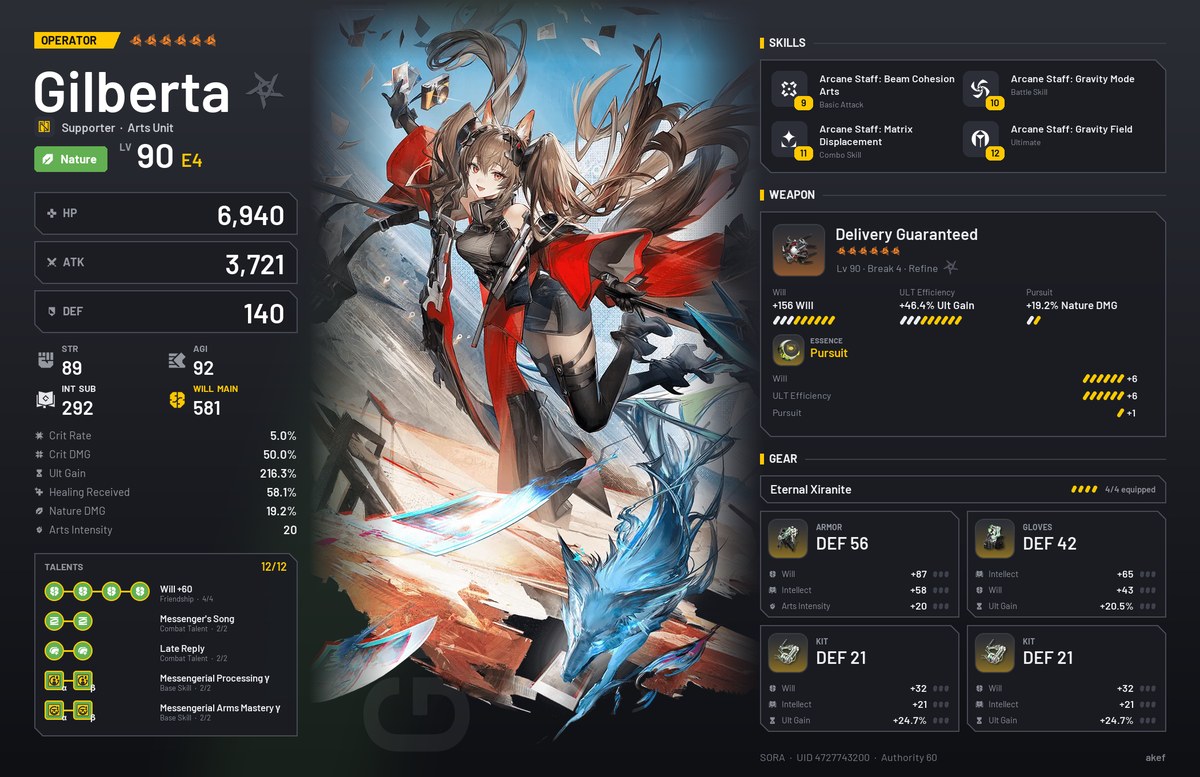 OPERATOR
Gilberta
Supporter · Arts Unit
Nature
LV 90 E4
HP 6,940
ATK 3,721
DEF 140
STR
89
AGI
92
INT SUB
292
WILL MAIN
581
Crit Rate 5.0%
Crit DMG 50.0%
Ult Gain 216.3%
Healing Received 58.1%
Nature DMG 19.2%
Arts Intensity 20
TALENTS 12/12
Will +60
Friendship · 4/4
Messenger's Song
Combat Talent · 2/2
Late Reply
Combat Talent · 2/2
α β
Messengerial Processing γ
Base Skill · 2/2
α β
Messengerial Arms Mastery γ
Base Skill · 2/2
G
SKILLS
9
Arcane Staff: Beam Cohesion
Arts
Basic Attack
10
Arcane Staff: Gravity Mode
Battle Skill
11
Arcane Staff: Matrix
Displacement
Combo Skill
12
Arcane Staff: Gravity Field
Ultimate
WEAPON
Delivery Guaranteed
Lv 90 · Break 4 · Refine
Will
+156 Will
ULT Efficiency
+46.4% Ult Gain
Pursuit
+19.2% Nature DMG
ESSENCE
Pursuit
Will +6
ULT Efficiency +6
Pursuit +1
GEAR
Eternal Xiranite 4/4 equipped
ARMOR
DEF 56
Will +87
Intellect +58
Arts Intensity +20
GLOVES
DEF 42
Intellect +65
Will +43
Ult Gain +20.5%
KIT
DEF 21
Will +32
Intellect +21
Ult Gain +24.7%
KIT
DEF 21
Will +32
Intellect +21
Ult Gain +24.7%
SORA · UID 4727743200 · Authority 60
akef